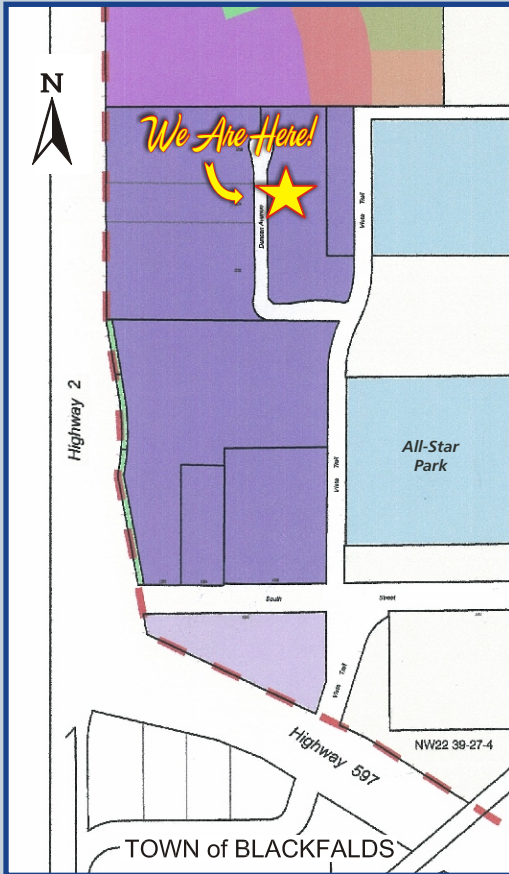 N
We Are Here!
Duncan Avenue
Vista Trail
Highway 2
All-Star
Park
Vista Trail
South Street
Vista Trail
Highway 597
NW22 39-27-4
TOWN of BLACKFALDS